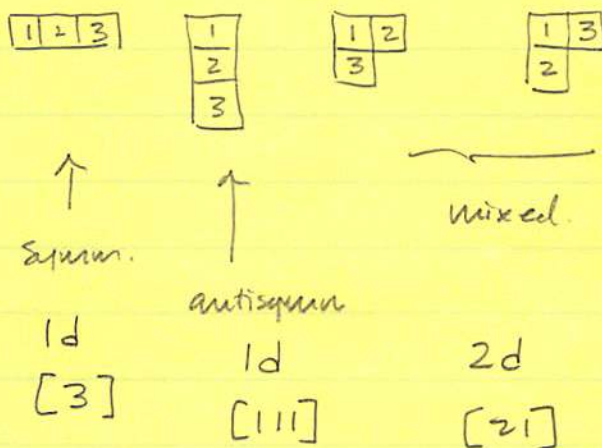 1 2 3
1
2
3
1 2
3
1 3
2
symm.
antisymm
mixed.
1d
1d
2d
[3]
[111]
[21]